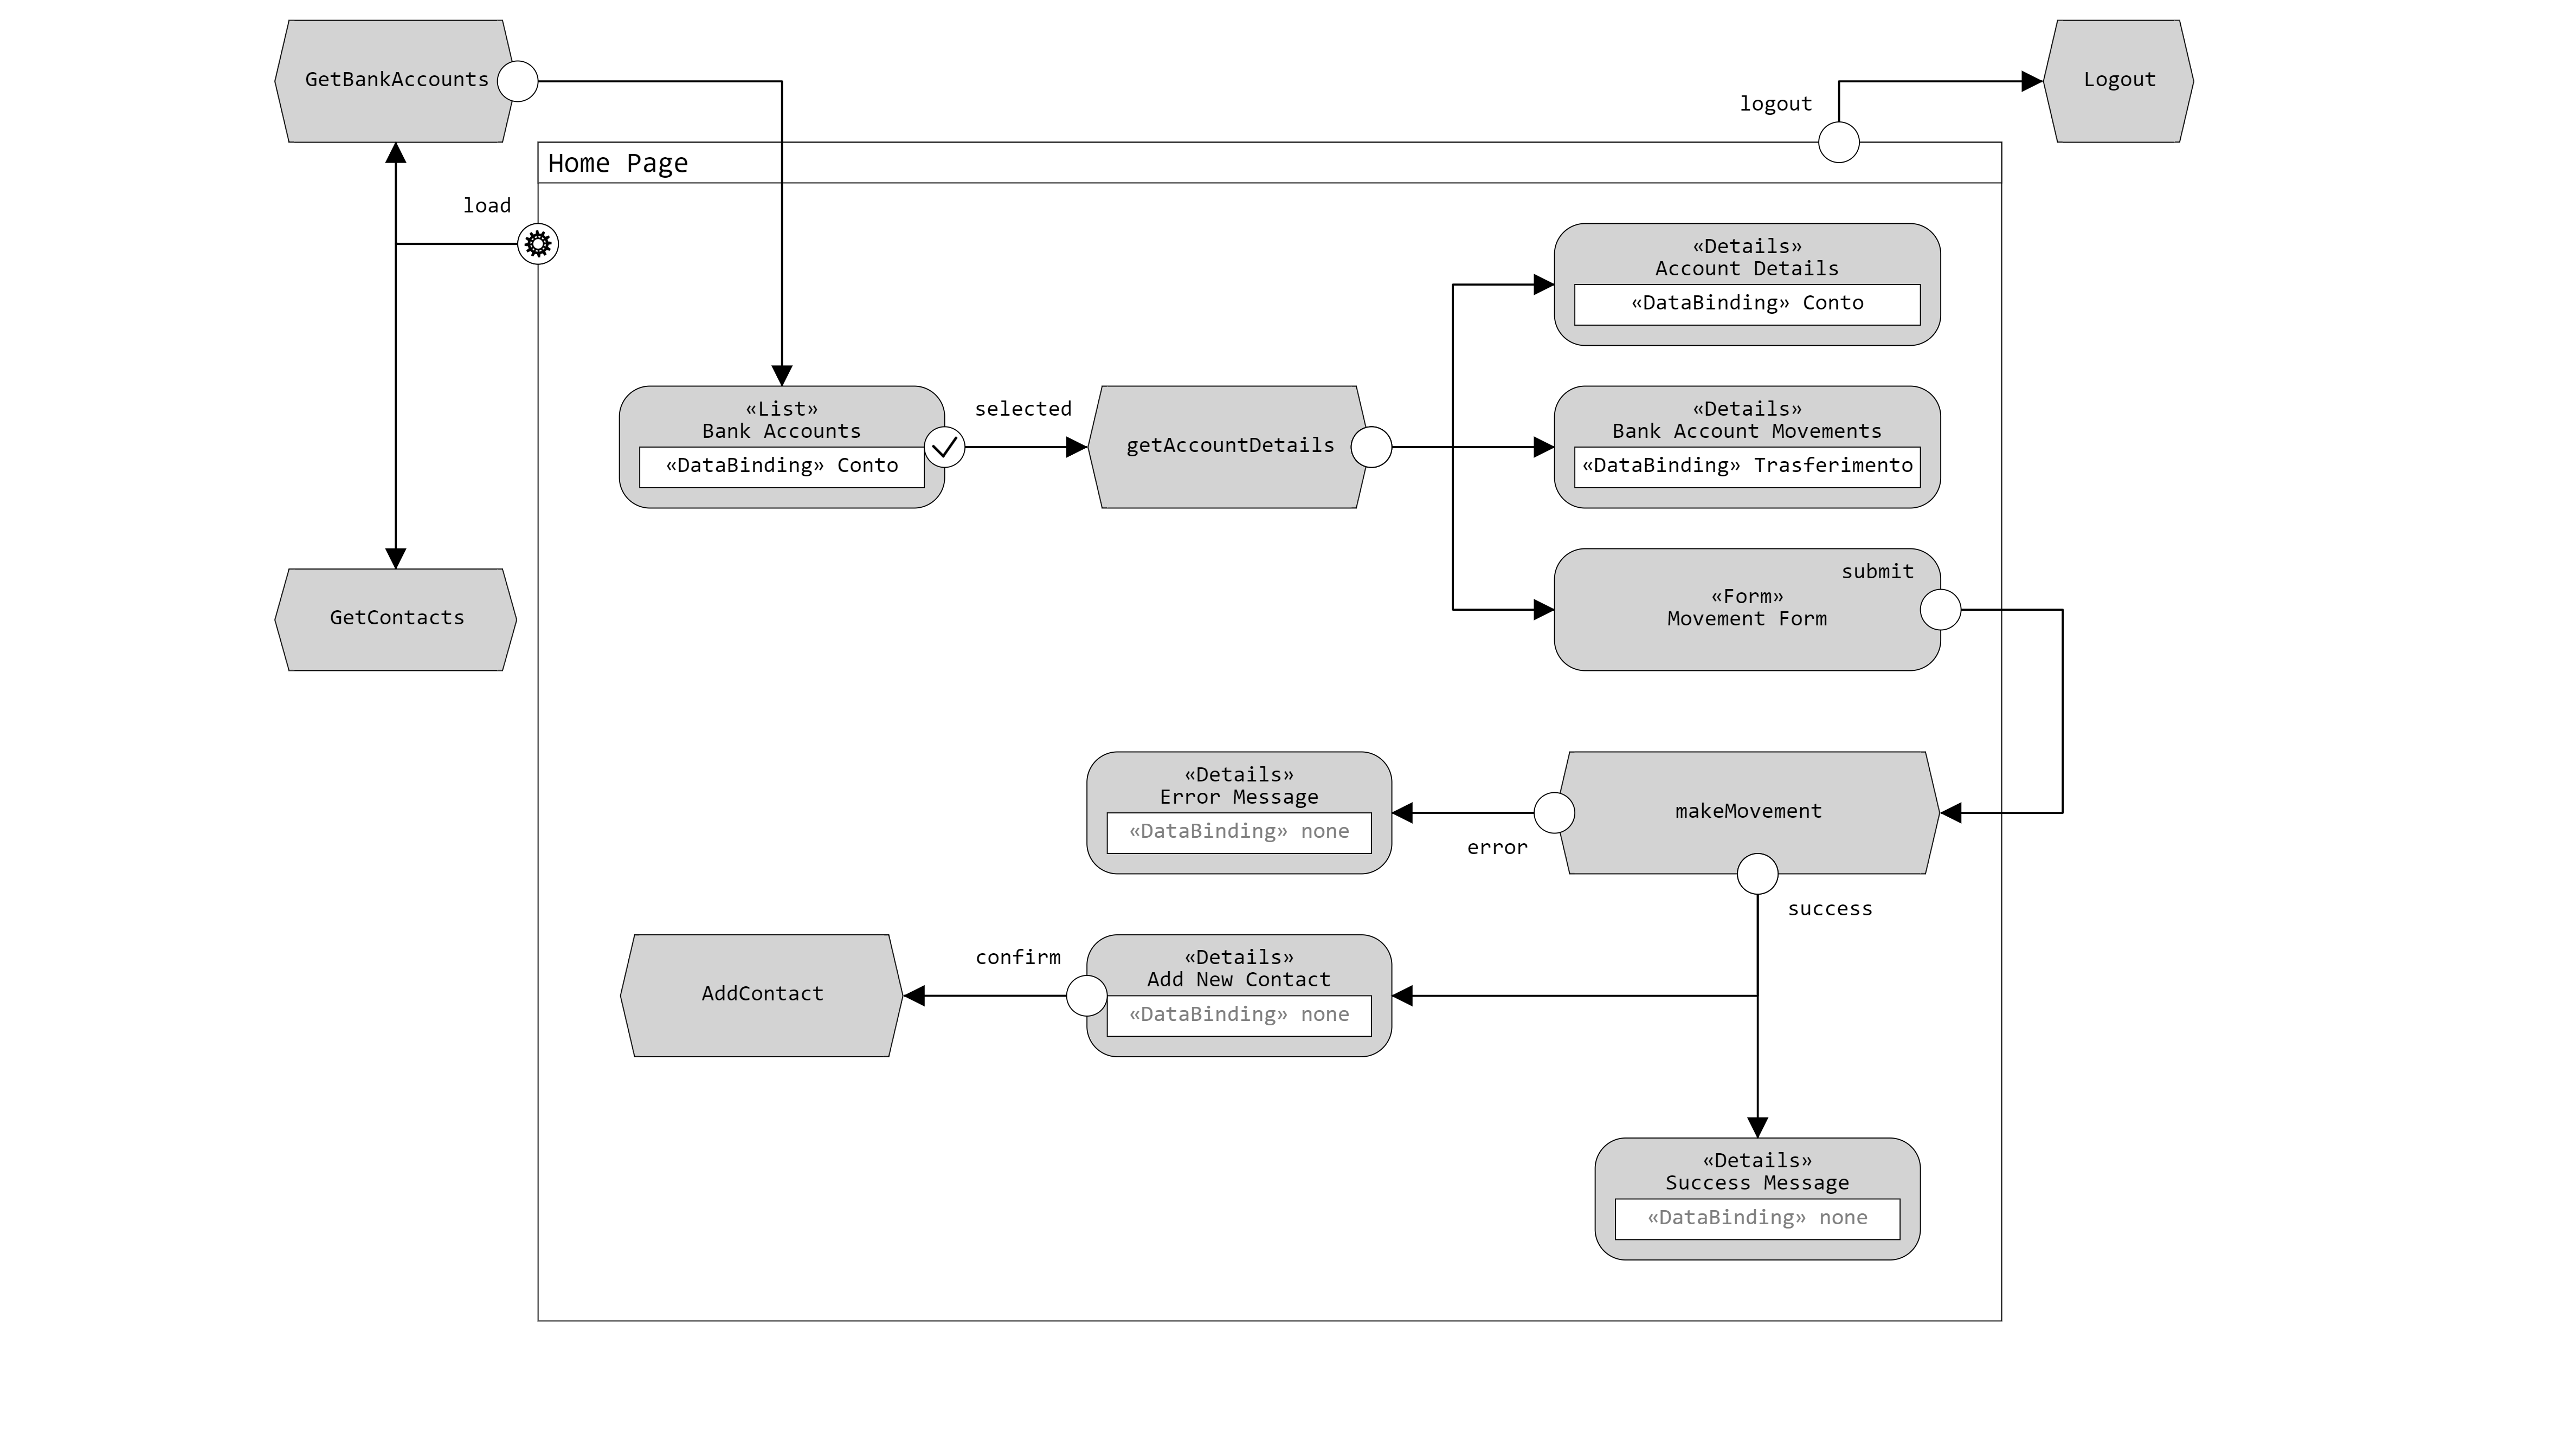 GetBankAccounts
logout
Logout
Home Page
load
«Details»
Account Details
«DataBinding» Conto
«List»
Bank Accounts
«DataBinding» Conto
selected
getAccountDetails
«Details»
Bank Account Movements
«DataBinding» Trasferimento
GetContacts
submit
«Form»
Movement Form
«Details»
Error Message
«DataBinding» none
error
makeMovement
success
AddContact
confirm
«Details»
Add New Contact
«DataBinding» none
«Details»
Success Message
«DataBinding» none